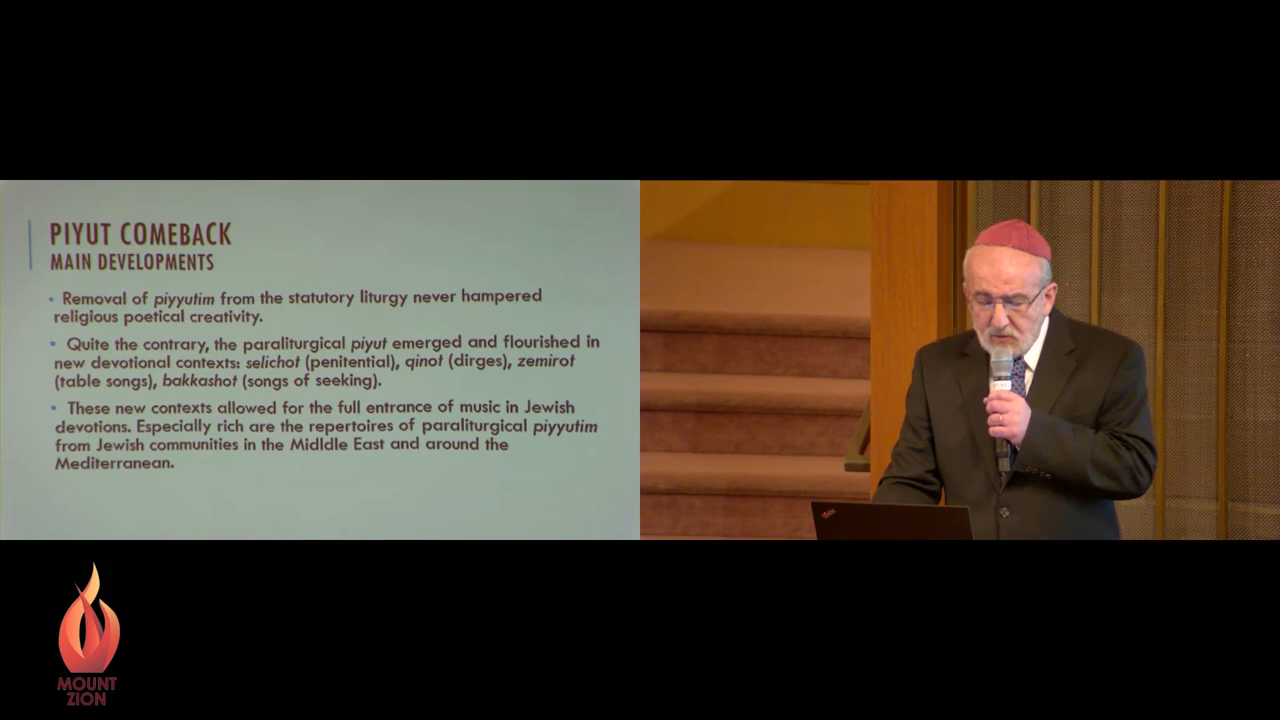 PIYUT COMEBACK
MAIN DEVELOPMENTS
• Removal of piyyutim from the statutory liturgy never hampered
religious poetical creativity.
• Quite the contrary, the paraliturgical piyut emerged and flourished in
new devotional contexts: selichot (penitential), qinot (dirges), zemirot
(table songs), bakkashot (songs of seeking).
• These new contexts allowed for the full entrance of music in Jewish
devotions. Especially rich are the repertoires of paraliturgical piyyutim
from Jewish communities in the Middle East and around the
Mediterranean.
MOUNT
ZION